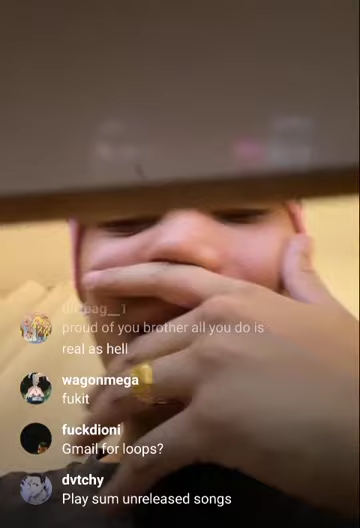 proud of you brother all you do is
real as hell
wagonmega
fukit
fuckdioni
Gmail for loops?
dvtchy
Play sum unreleased songs